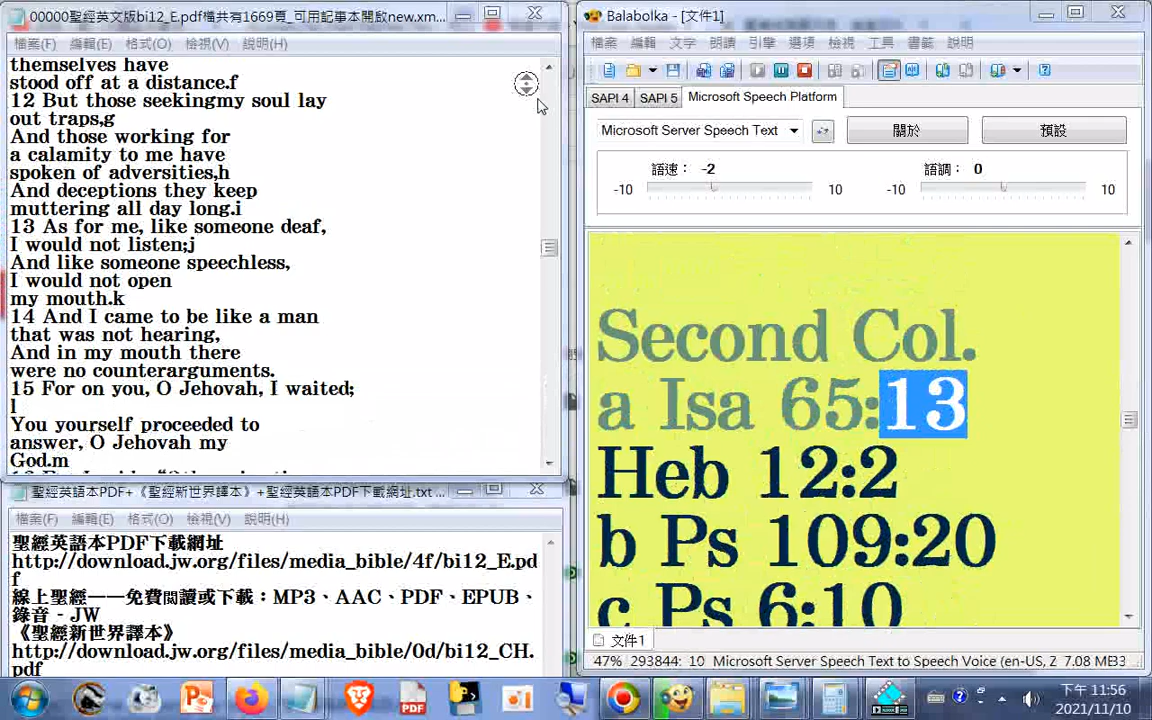 00000聖經英文版bi12_E.pdf檔共有1669頁_可用記事本開啟new.xm...
檔案(F) 編輯(E) 格式(O) 檢視(V) 說明(H)
themselves have
stood off at a distance.f
12 But those seekingmy soul lay
out traps,g
And those working for
a calamity to me have
spoken of adversities,h
And deceptions they keep
muttering all day long.i
13 As for me, like someone deaf,
I would not listen;j
And like someone speechless,
I would not open
my mouth.k
14 And I came to be like a man
that was not hearing,
And in my mouth there
were no counterarguments.
15 For on you, O Jehovah, I waited;
l
You yourself proceeded to
answer, O Jehovah my
God.m
聖經英語本PDF+《聖經新世界譯本》+聖經英語本PDF下載網址.txt ...
檔案(F) 編輯(E) 格式(O) 檢視(V) 說明(H)
聖經英語本PDF下載網址
http://download.jw.org/files/media_bible/4f/bi12_E.pd
f
線上聖經——免費閱讀或下載：MP3、AAC、PDF、EPUB、
錄音 - JW
《聖經新世界譯本》
http://download.jw.org/files/media_bible/0d/bi12_CH.
pdf
Balabolka - [文件1]
檔案 編輯 文字 朗讀 引擎 選項 檢視 工具 書籤 說明
SAPI 4 SAPI 5 Microsoft Speech Platform
Microsoft Server Speech Text 關於 預設
語速： -2 語調： 0
-10 10 -10 10
Second Col.
a Isa 65:13
Heb 12:2
b Ps 109:20
c Ps 6:10
文件1
47% 293844: 10 Microsoft Server Speech Text to Speech Voice (en-US, Z 7.08 MB
PDF
下午 11:56
2021/11/10